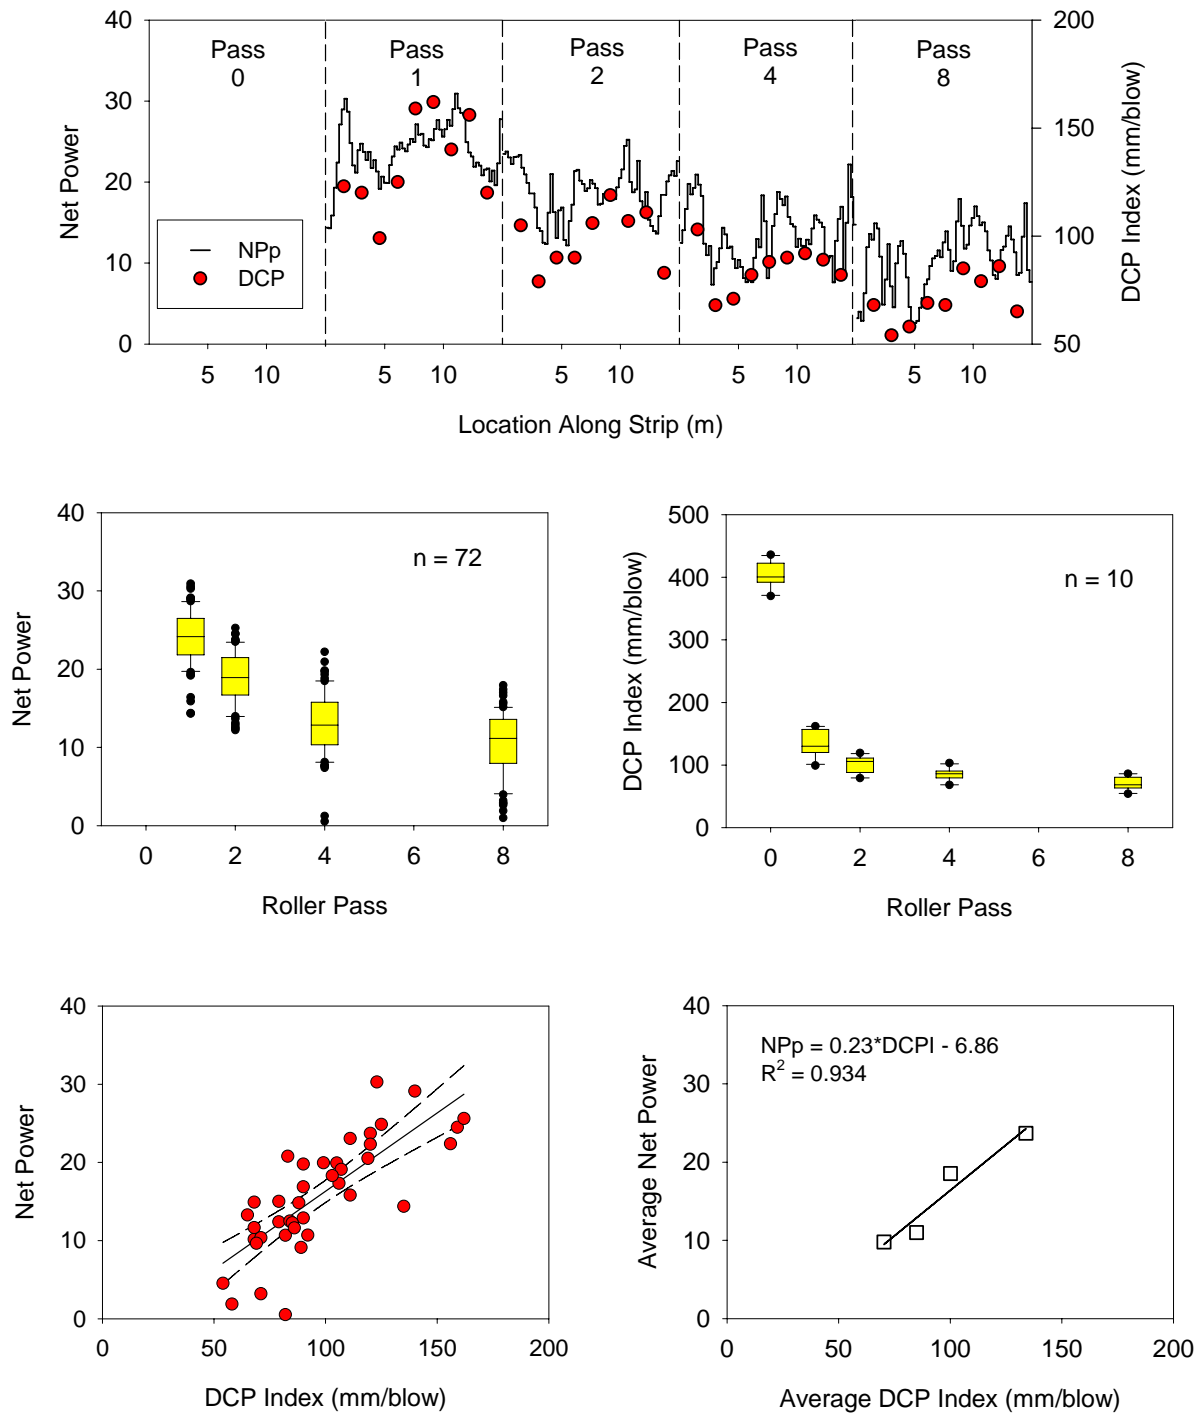 40
30
20
10
0
Net Power
Pass
0
Pass
1
Pass
2
Pass
4
Pass
8
200
150
100
50
DCP Index (mm/blow)
NPp
DCP
5 10 5 10 5 10 5 10 5 10
Location Along Strip (m)
40
30
20
10
0
Net Power
n = 72
0 2 4 6 8
Roller Pass
500
400
300
200
100
0
DCP Index (mm/blow)
n = 10
0 2 4 6 8
Roller Pass
40
30
20
10
0
Net Power
0 50 100 150 200
DCP Index (mm/blow)
40
30
20
10
0
Average Net Power
NPp = 0.23*DCPI - 6.86
R² = 0.934
0 50 100 150 200
Average DCP Index (mm/blow)